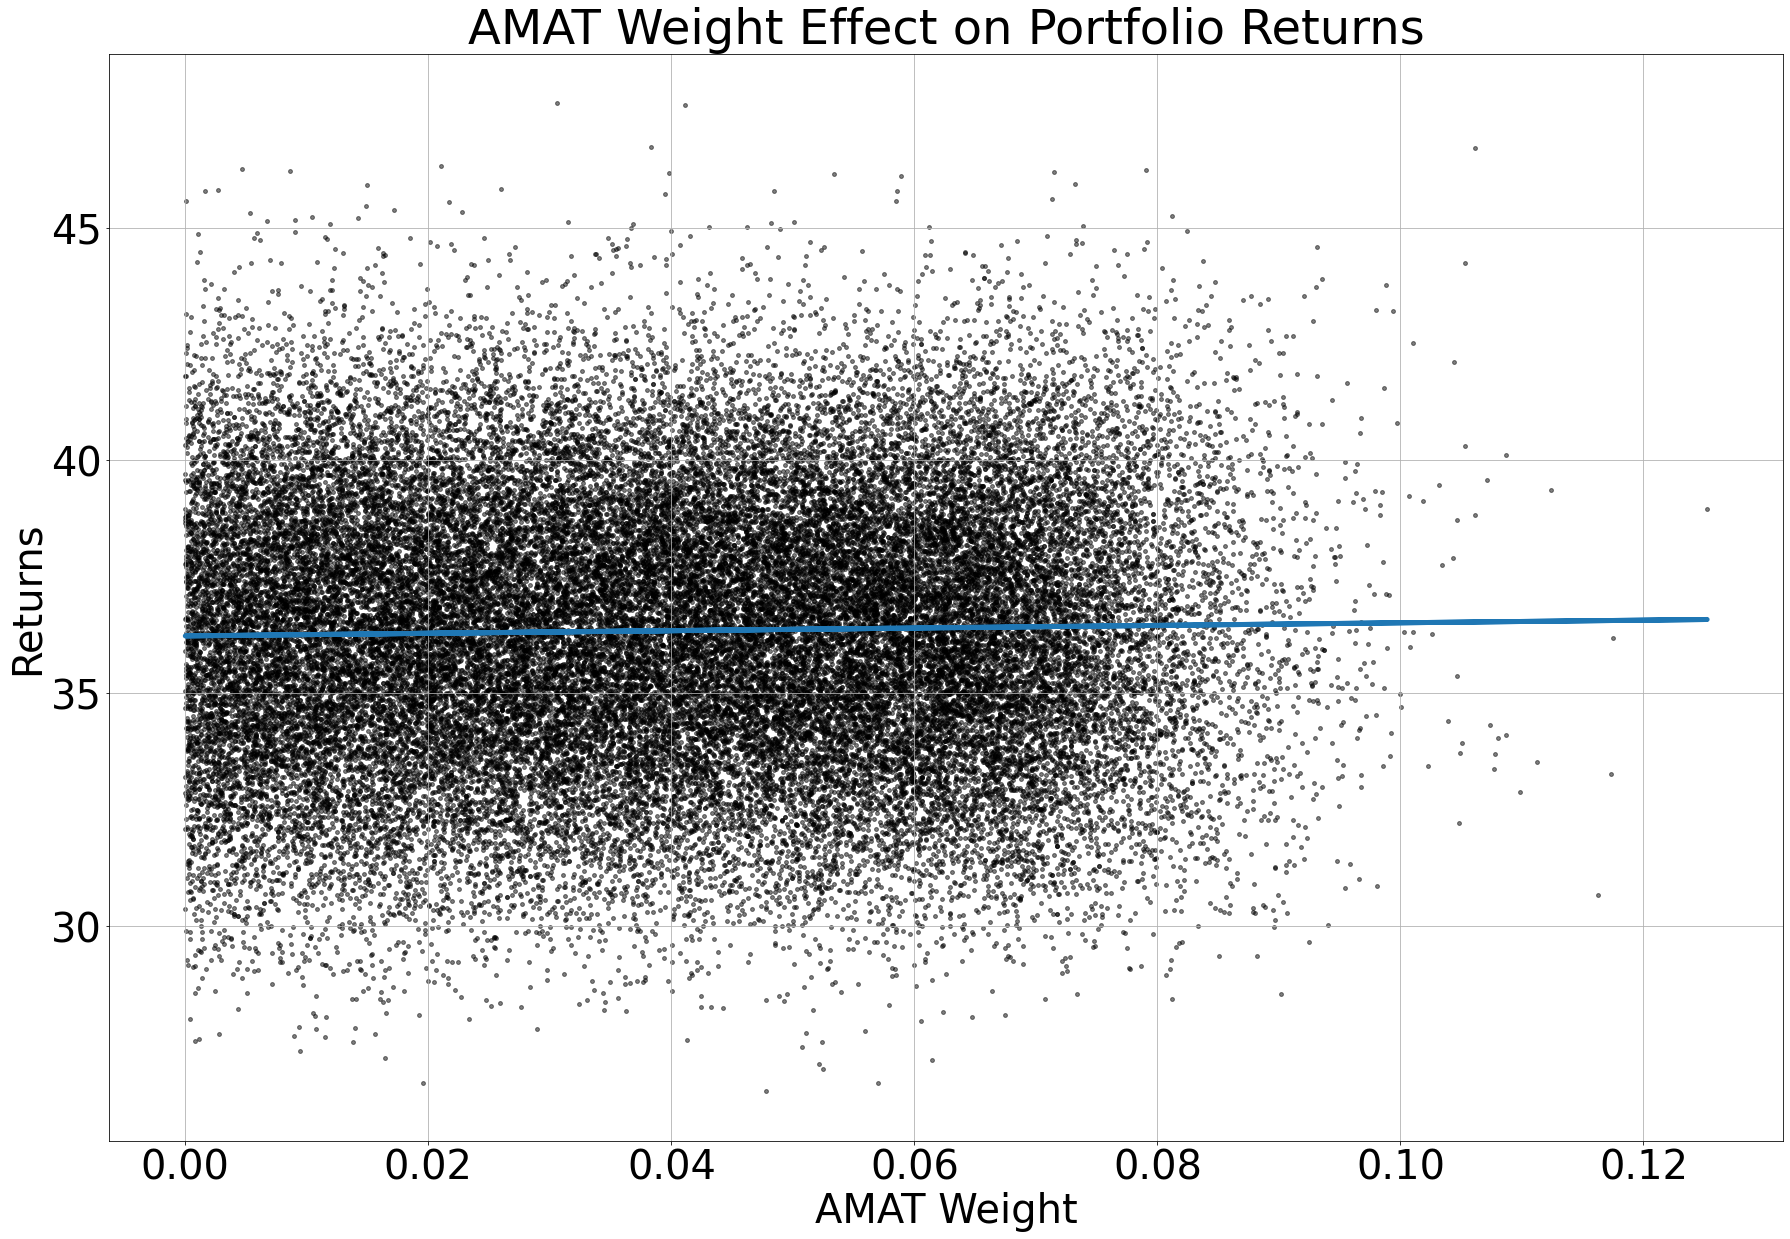 AMAT Weight Effect on Portfolio Returns
45
40
35
30
Returns
0.00 0.02 0.04 0.06 0.08 0.10 0.12
AMAT Weight